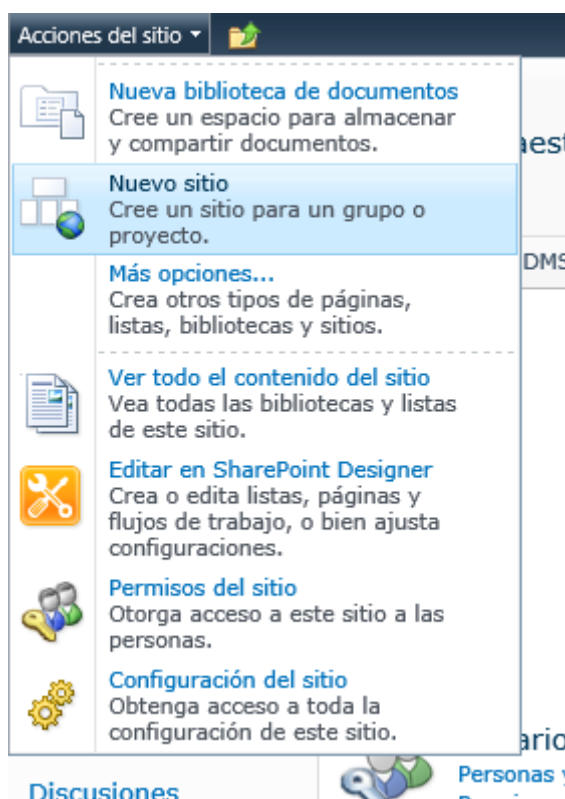 Acciones del sitio
Nueva biblioteca de documentos
Cree un espacio para almacenar
y compartir documentos.
Nuevo sitio
Cree un sitio para un grupo o
proyecto.
Más opciones...
Crea otros tipos de páginas,
listas, bibliotecas y sitios.
DMS
Ver todo el contenido del sitio
Vea todas las bibliotecas y listas
de este sitio.
Editar en SharePoint Designer
Crea o edita listas, páginas y
flujos de trabajo, o bien ajusta
configuraciones.
Permisos del sitio
Otorga acceso a este sitio a las
personas.
Configuración del sitio
Obtenga acceso a toda la
configuración de este sitio.
Discusiones
Personas y